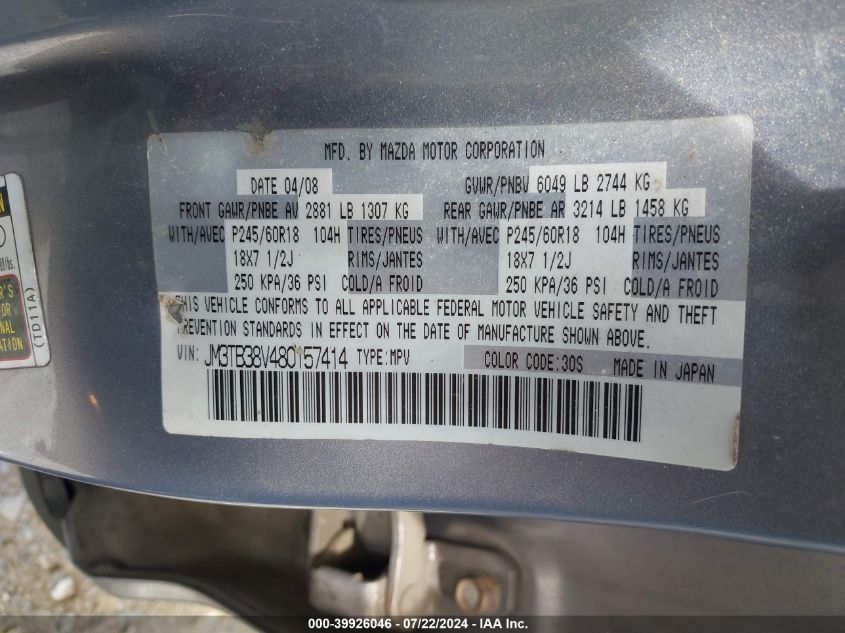 MFD. BY MAZDA MOTOR CORPORATION
DATE 04/08 GVWR/PNBV 6049 LB 2744 KG
FRONT GAWR/PNBE AV 2881 LB 1307 KG REAR GAWR/PNBE AR 3214 LB 1458 KG
WITH/AVEC P245/60R18 104H TIRES/PNEUS WITH/AVEC P245/60R18 104H TIRES/PNEUS
18X7 1/2J RIMS/JANTES 18X7 1/2J RIMS/JANTES
250 KPA/36 PSI COLD/A FROID 250 KPA/36 PSI COLD/A FROID
THIS VEHICLE CONFORMS TO ALL APPLICABLE FEDERAL MOTOR VEHICLE SAFETY AND THEFT
PREVENTION STANDARDS IN EFFECT ON THE DATE OF MANUFACTURE SHOWN ABOVE.
VIN: JM3TB38V480157414 TYPE:MPV COLOR CODE:30S MADE IN JAPAN
(TD11A)
000-39926046 - 07/22/2024 - IAA Inc.